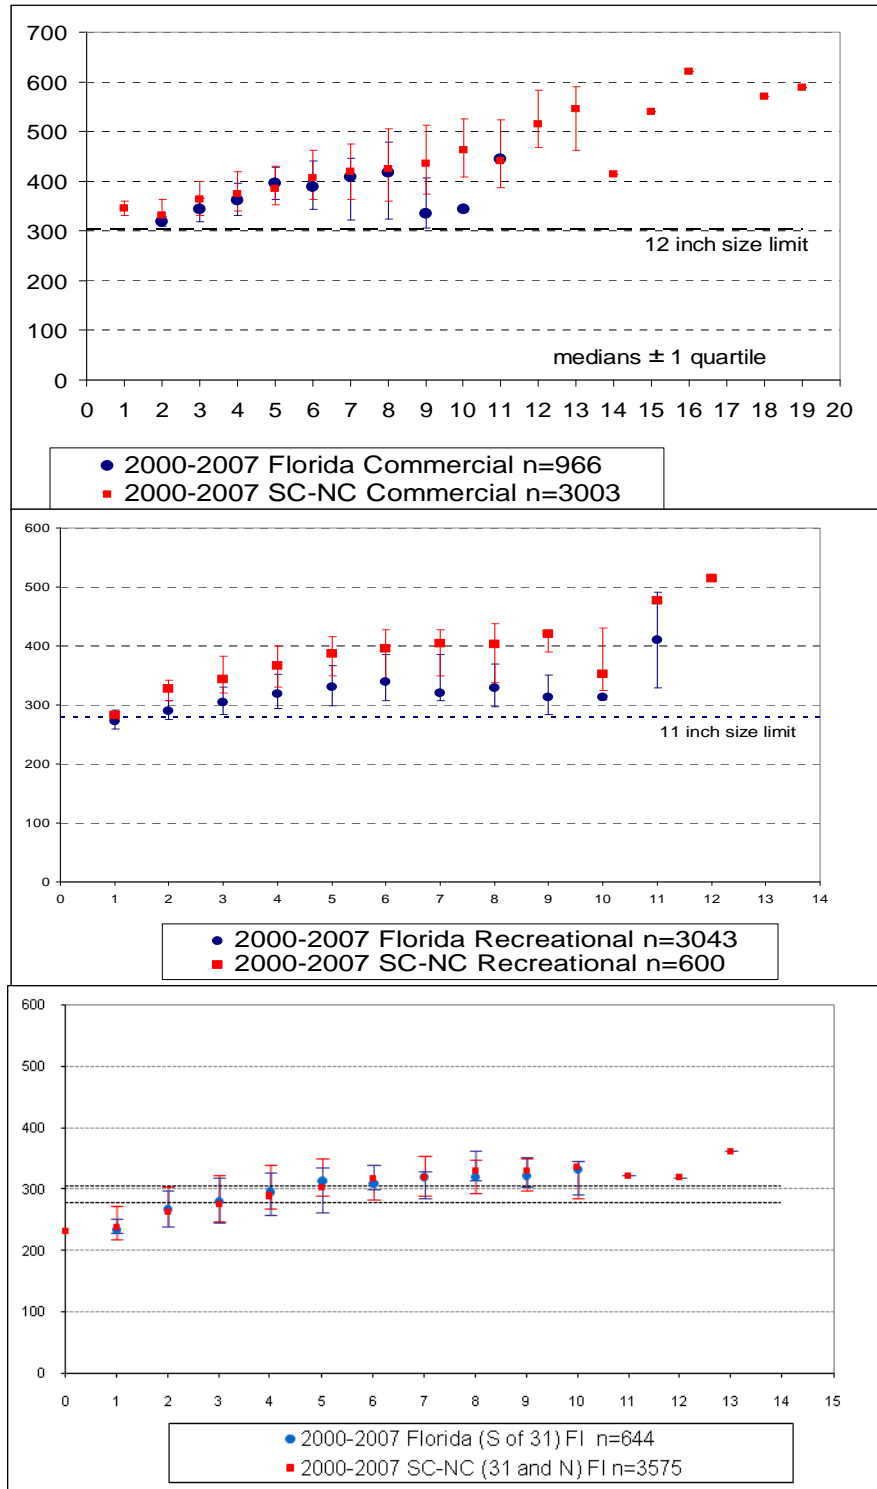 700
600
500
400
300
12 inch size limit
200
100
medians ± 1 quartile
0
0 1 2 3 4 5 6 7 8 9 10 11 12 13 14 15 16 18 19 20
2000-2007 Florida Commercial n=966
2000-2007 SC-NC Commercial n=3003
600
500
400
300
11 inch size limit
200
100
0
0 1 2 3 4 5 6 7 8 9 10 11 12 13 14
2000-2007 Florida Recreational n=3043
2000-2007 SC-NC Recreational n=600
600
500
400
300
200
100
0
0 1 2 3 4 5 6 7 8 9 10 11 12 13 14 15
2000-2007 Florida (S of 31) FI n=644
2000-2007 SC-NC (31 and N) FI n=3575